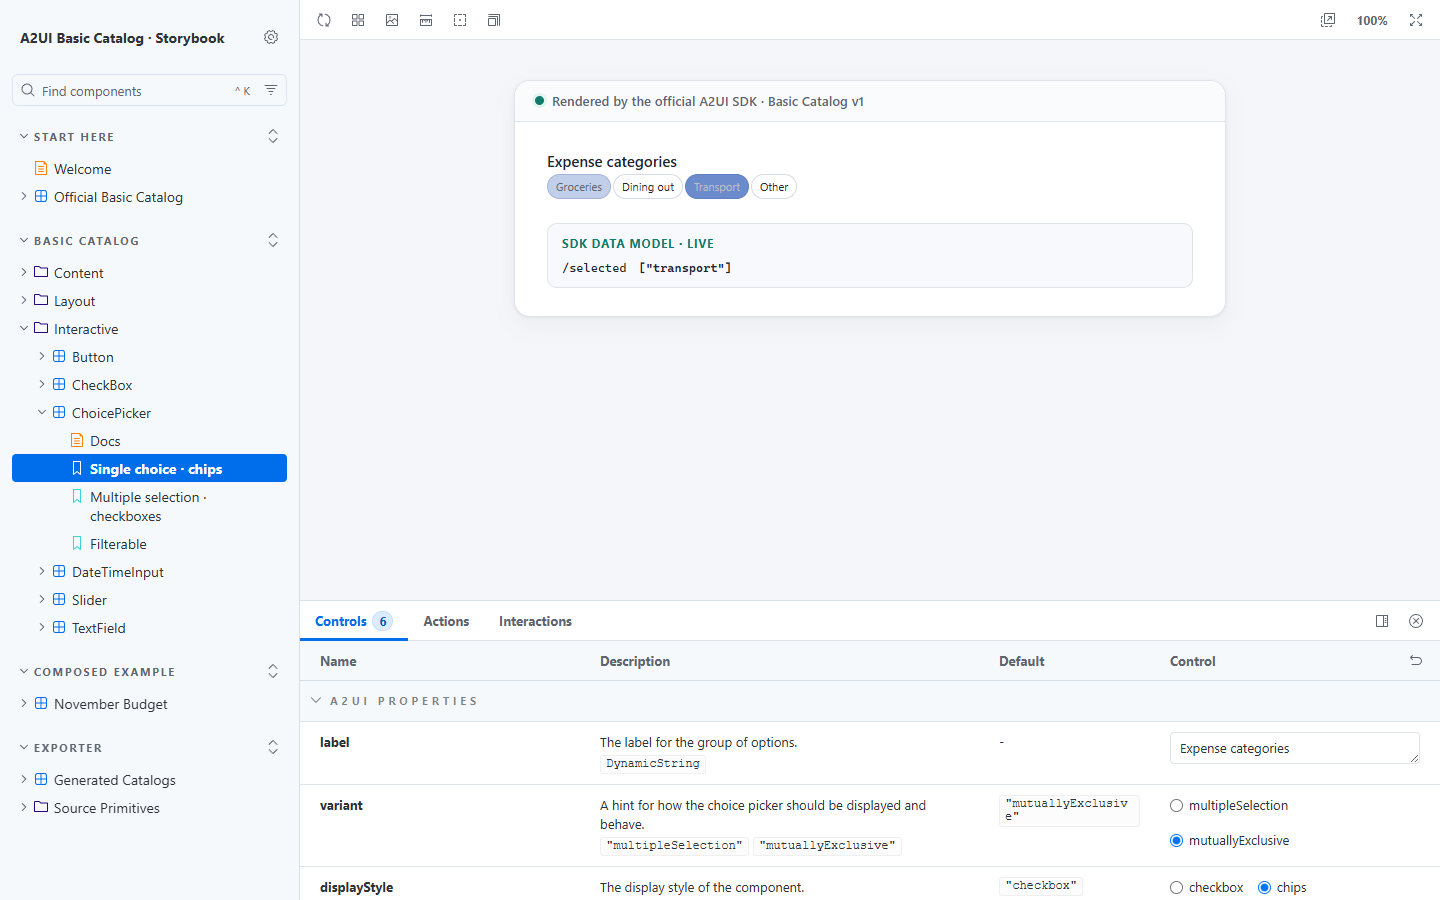 A2UI Basic Catalog · Storybook
Find components
^ K
START HERE
Welcome
Official Basic Catalog
BASIC CATALOG
Content
Layout
Interactive
Button
CheckBox
ChoicePicker
Docs
Single choice · chips
Multiple selection ·
checkboxes
Filterable
DateTimeInput
Slider
TextField
COMPOSED EXAMPLE
November Budget
EXPORTER
Generated Catalogs
Source Primitives
100%
Rendered by the official A2UI SDK · Basic Catalog v1
Expense categories
Groceries Dining out Transport Other
SDK DATA MODEL · LIVE
/selected ["transport"]
Controls 6 Actions Interactions
Name Description Default Control
A2UI PROPERTIES
label The label for the group of options. - Expense categories
DynamicString
variant A hint for how the choice picker should be displayed and "mutuallyExclusiv multipleSelection
behave. e"
"multipleSelection" "mutuallyExclusive" mutuallyExclusive
displayStyle The display style of the component. "checkbox" checkbox chips